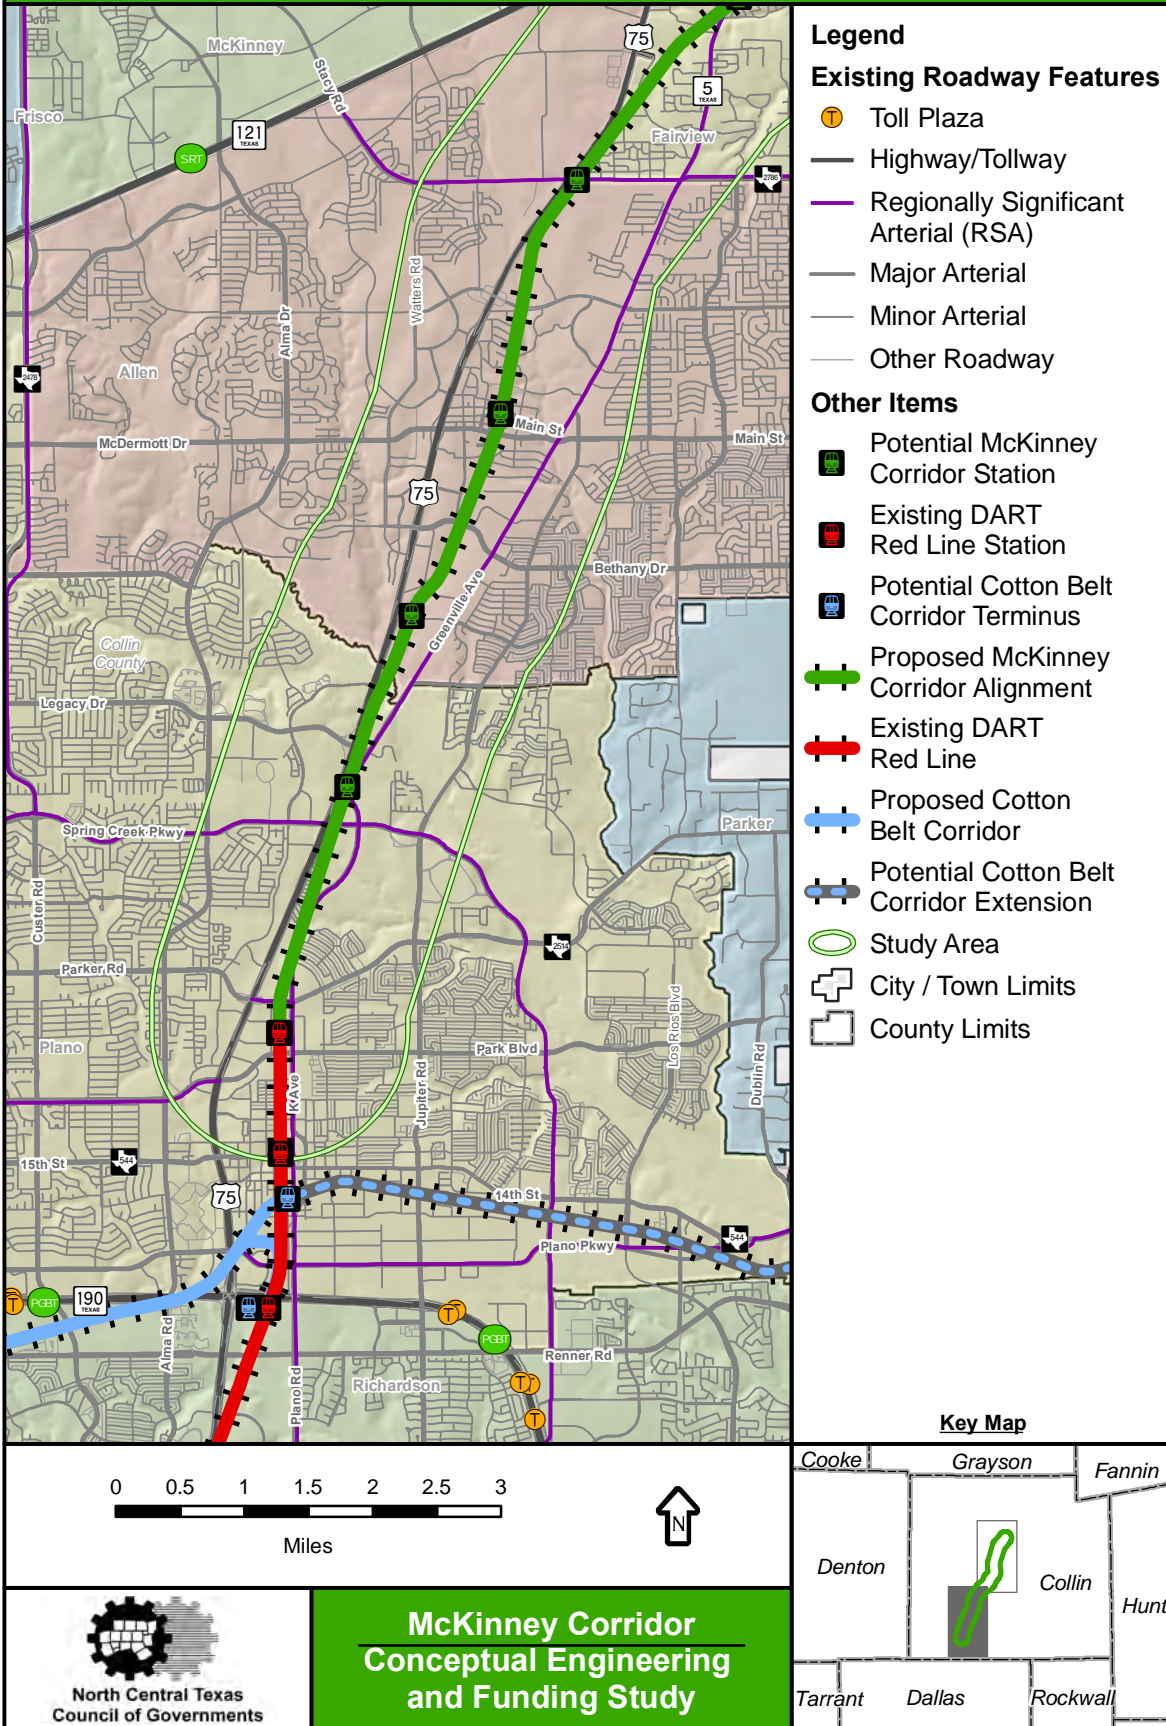 McKinney
Stacy Rd
75
5
TEXAS
Frisco
121
TEXAS
SRT
Fairview
2786
Watters Rd
Alma Dr
2478
Allen
Main St
McDermott Dr
Main St
75
Bethany Dr
Greenville Ave
Collin
County
Legacy Dr
Spring Creek Pkwy
Parker
Custer Rd
2514
Parker Rd
Los Rios Blvd
Plano
Park Blvd
Dublin Rd
K Ave
Jupiter Rd
15th St
544
75
14th St
544
Plano Pkwy
T
PGBT
190
TEXAS
T
PGBT
Alma Rd
Renner Rd
Plano Rd
Richardson
T
T
Legend
Existing Roadway Features
T
Toll Plaza
Highway/Tollway
Regionally Significant
Arterial (RSA)
Major Arterial
Minor Arterial
Other Roadway
Other Items
Potential McKinney
Corridor Station
Existing DART
Red Line Station
Potential Cotton Belt
Corridor Terminus
Proposed McKinney
Corridor Alignment
Existing DART
Red Line
Proposed Cotton
Belt Corridor
Potential Cotton Belt
Corridor Extension
Study Area
City / Town Limits
County Limits
Key Map
Cooke
Grayson
Fannin
Denton
Collin
Hunt
Tarrant
Dallas
Rockwall
0 0.5 1 1.5 2 2.5 3
Miles
N
North Central Texas
Council of Governments
McKinney Corridor
Conceptual Engineering
and Funding Study